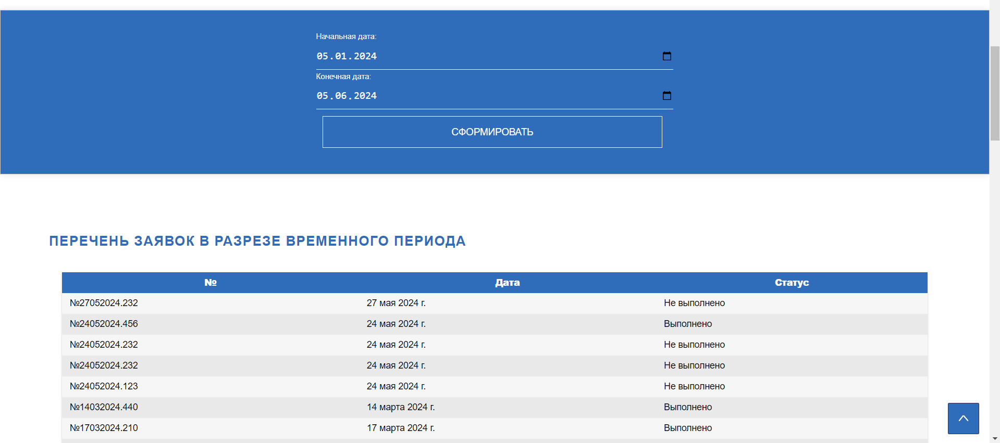 Начальная дата:
05.01.2024
Конечная дата:
05.06.2024
СФОРМИРОВАТЬ
ПЕРЕЧЕНЬ ЗАЯВОК В РАЗРЕЗЕ ВРЕМЕННОГО ПЕРИОДА
№ Дата Статус
№27052024.232 27 мая 2024 г. Не выполнено
№24052024.456 24 мая 2024 г. Выполнено
№24052024.232 24 мая 2024 г. Не выполнено
№24052024.232 24 мая 2024 г. Не выполнено
№24052024.123 24 мая 2024 г. Не выполнено
№14032024.440 14 марта 2024 г. Выполнено
№17032024.210 17 марта 2024 г. Выполнено